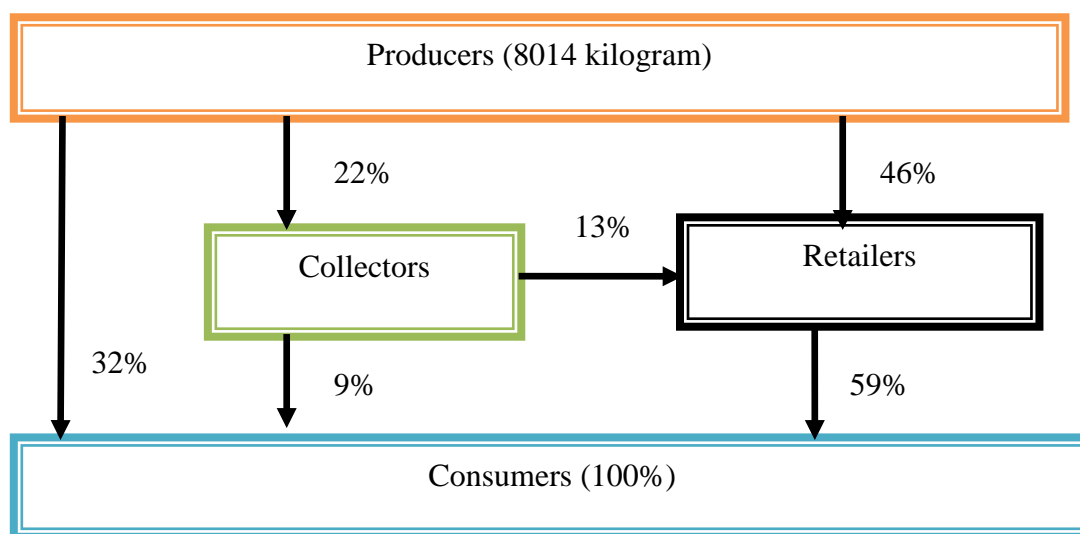 Producers (8014 kilogram)
22%
46%
13%
Collectors
Retailers
32%
9%
59%
Consumers (100%)